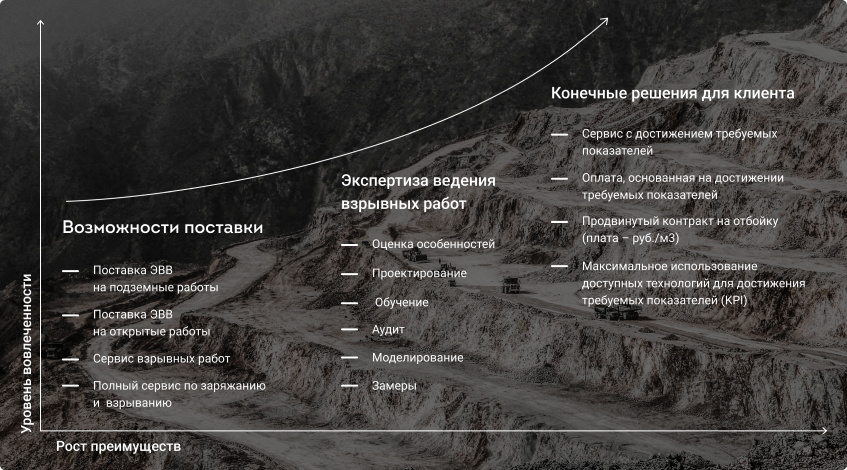 Конечные решения для клиента
Сервис с достижением требуемых
показателей
Оплата, основанная на достижении
требуемых показателей
Продвинутый контракт на отбойку
(плата – руб./м3)
Максимальное использование
доступных технологий для достижения
требуемых показателей (KPI)
Экспертиза ведения
взрывных работ
Оценка особенностей
Проектирование
Обучение
Аудит
Моделирование
Замеры
Возможности поставки
Поставка ЭВВ
на подземные работы
Поставка ЭВВ
на открытые работы
Сервис взрывных работ
Полный сервис по заряжанию
и взрыванию
Уровень вовлеченности
Рост преимуществ